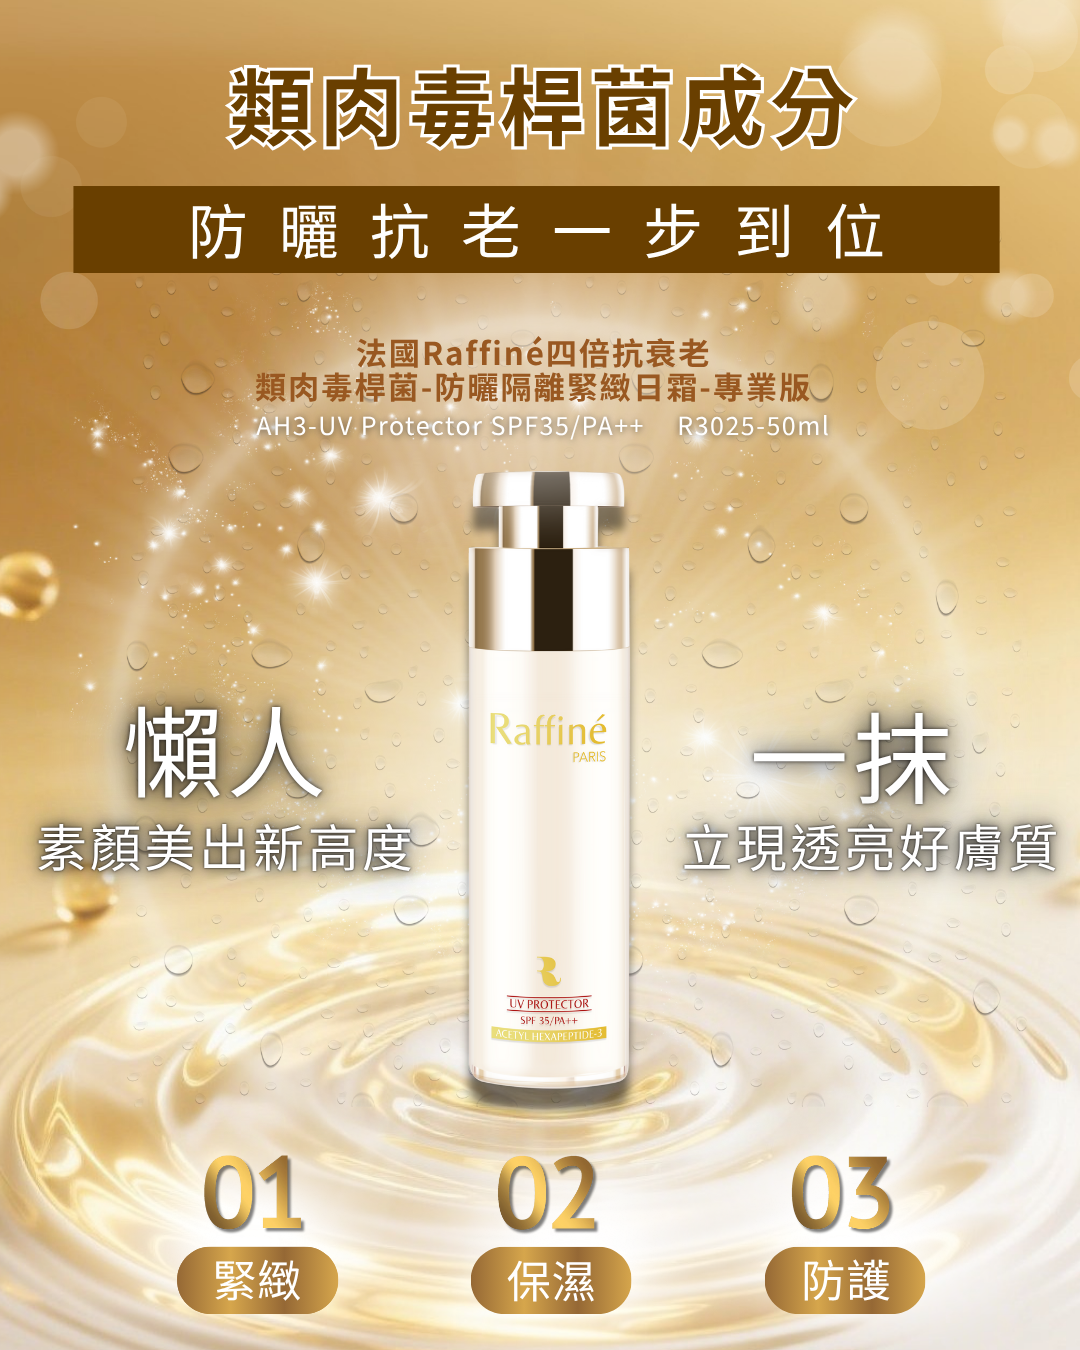 類肉毒桿菌成分
防曬抗老一步到位
法國Raffiné四倍抗衰老
類肉毒桿菌-防曬隔離緊緻日霜-專業版
AH3-UV Protector SPF35/PA++ R3025-50ml
Raffiné
PARIS
懶人
素顏美出新高度
一抹
立現透亮好膚質
R
UV PROTECTOR
SPF 35/PA++
ACETYL HEXAPEPTIDE-3
01
02
03
緊緻
保濕
防護